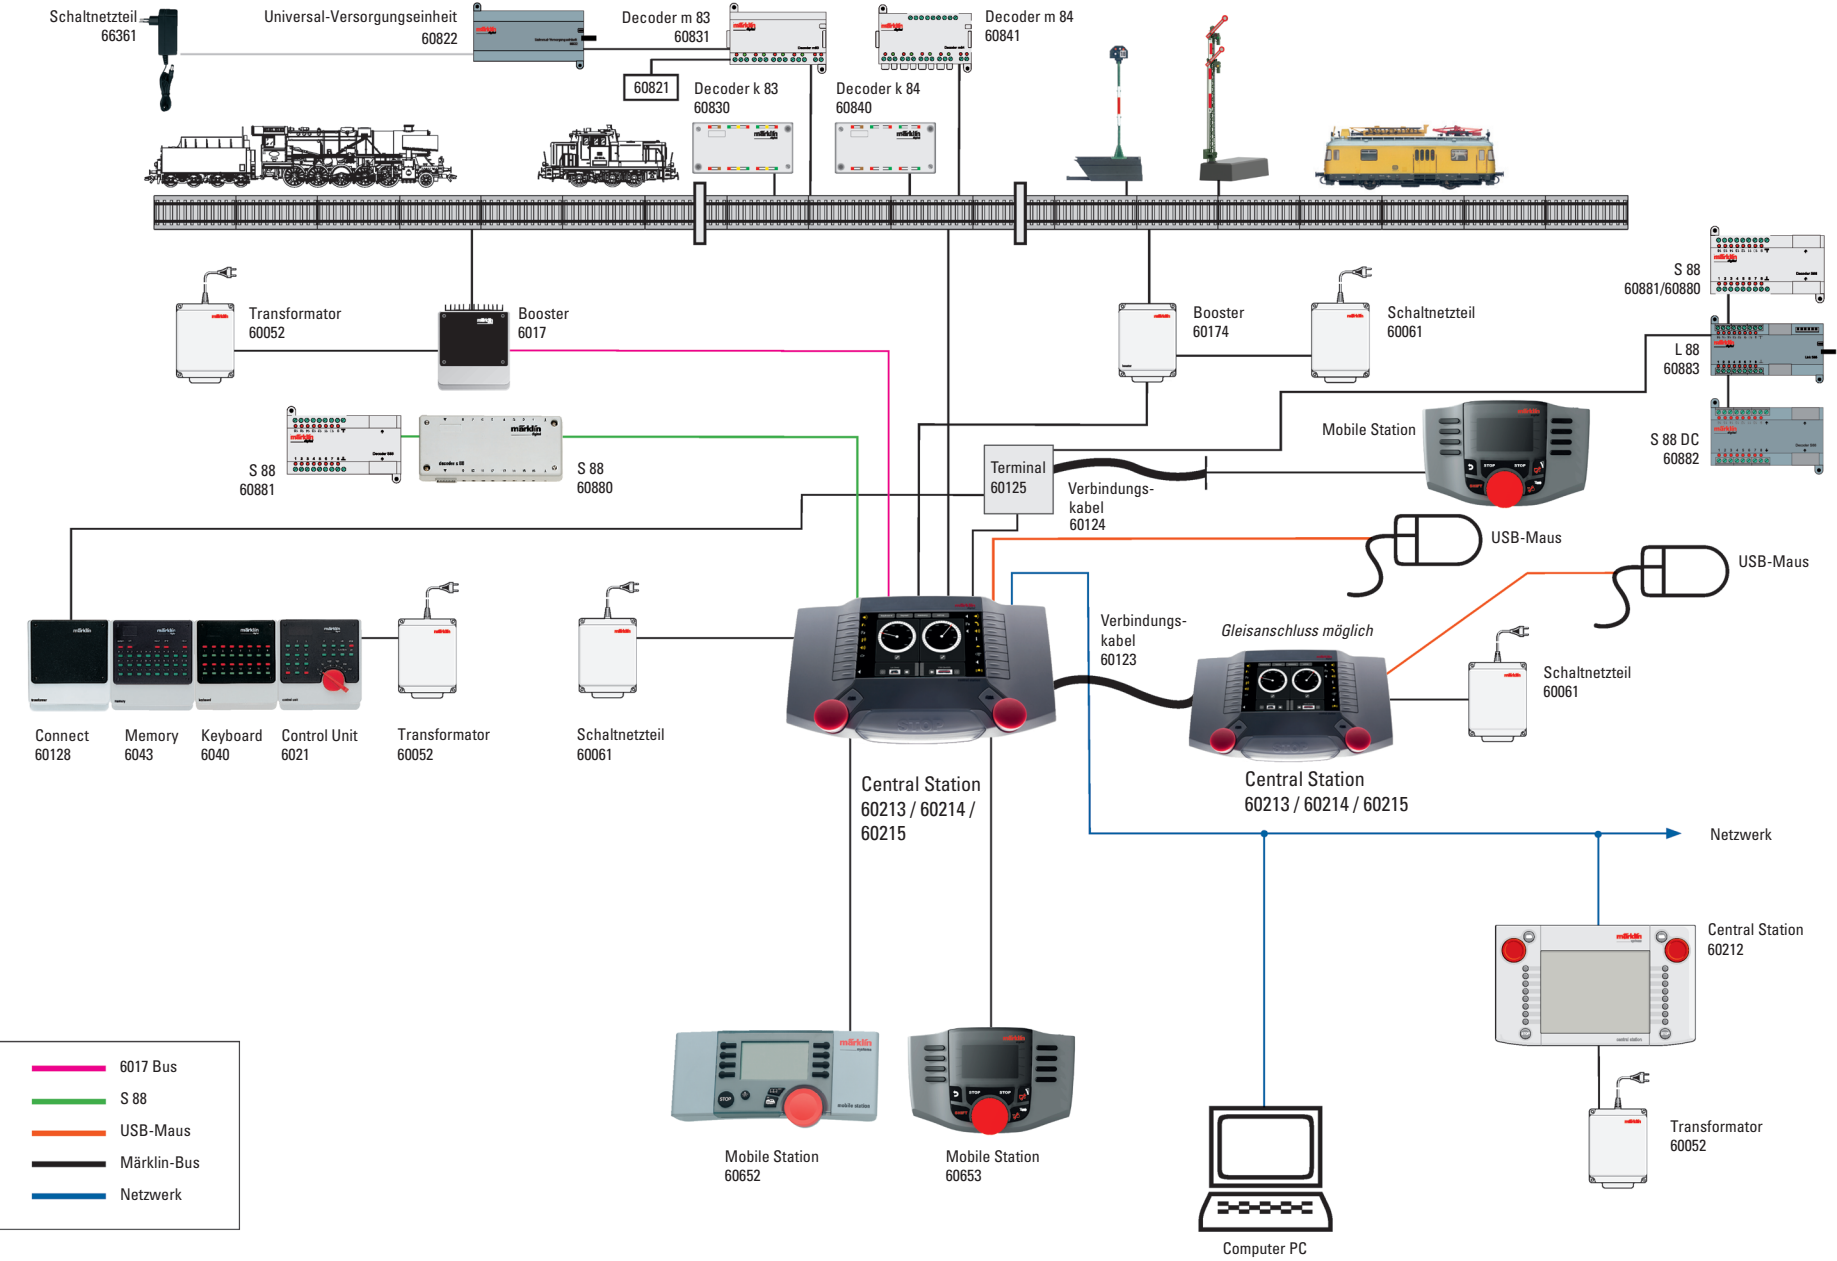 Schaltnetzteil
66361
Universal-Versorgungseinheit
60822
Decoder m 83
60831
Decoder m 84
60841
60821
Decoder k 83
60830
Decoder k 84
60840
Transformator
60052
Booster
6017
Booster
60174
Schaltnetzteil
60061
S 88
60881/60880
L 88
60883
S 88 DC
60882
S 88
60881
S 88
60880
Terminal
60125
Verbindungs-
kabel
60124
Mobile Station
USB-Maus
USB-Maus
Verbindungs-
kabel
60123
Gleisanschluss möglich
Schaltnetzteil
60061
Connect
60128
Memory
6043
Keyboard
6040
Control Unit
6021
Transformator
60052
Schaltnetzteil
60061
Central Station
60213 / 60214 /
60215
Central Station
60213 / 60214 / 60215
Netzwerk
Central Station
60212
Transformator
60052
Mobile Station
60652
Mobile Station
60653
Computer PC
6017 Bus
S 88
USB-Maus
Märklin-Bus
Netzwerk